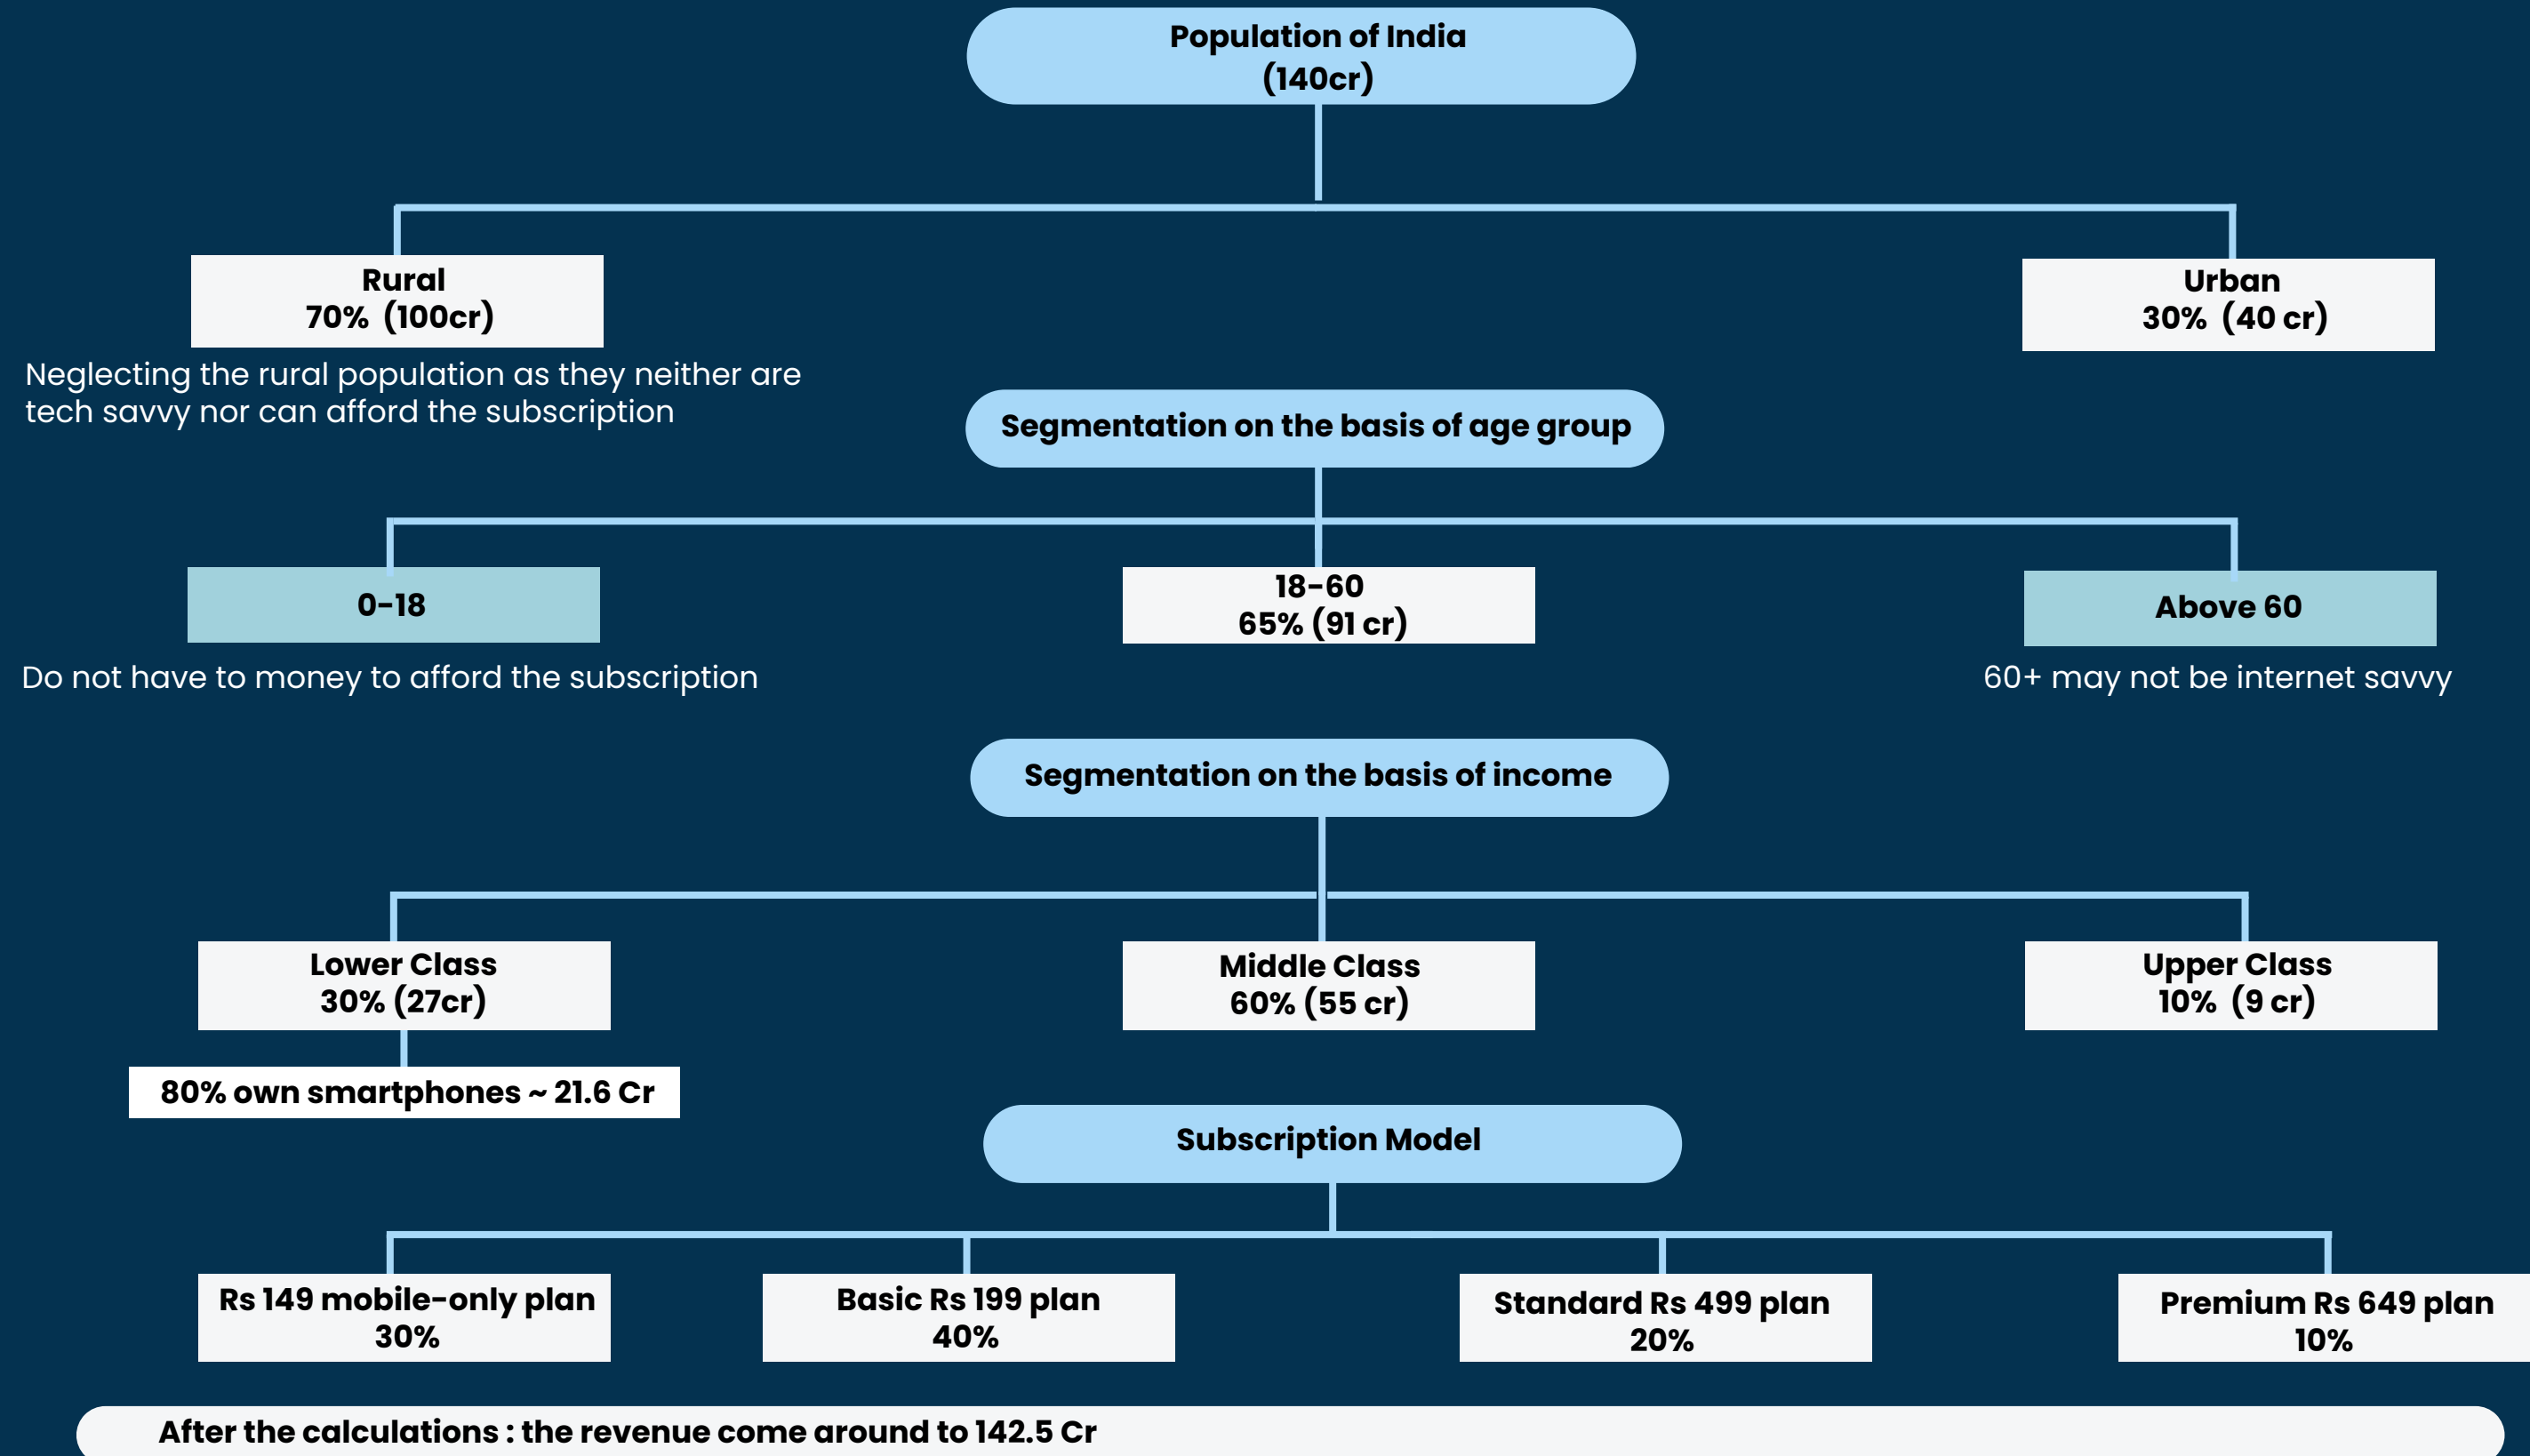 Population of India
(140cr)
Rural
70% (100cr)
Urban
30% (40 cr)
Neglecting the rural population as they neither are
tech savvy nor can afford the subscription
Segmentation on the basis of age group
0-18
18-60
65% (91 cr)
Above 60
Do not have to money to afford the subscription
60+ may not be internet savvy
Segmentation on the basis of income
Lower Class
30% (27cr)
Middle Class
60% (55 cr)
Upper Class
10% (9 cr)
80% own smartphones ~ 21.6 Cr
Subscription Model
Rs 149 mobile-only plan
30%
Basic Rs 199 plan
40%
Standard Rs 499 plan
20%
Premium Rs 649 plan
10%
After the calculations : the revenue come around to 142.5 Cr